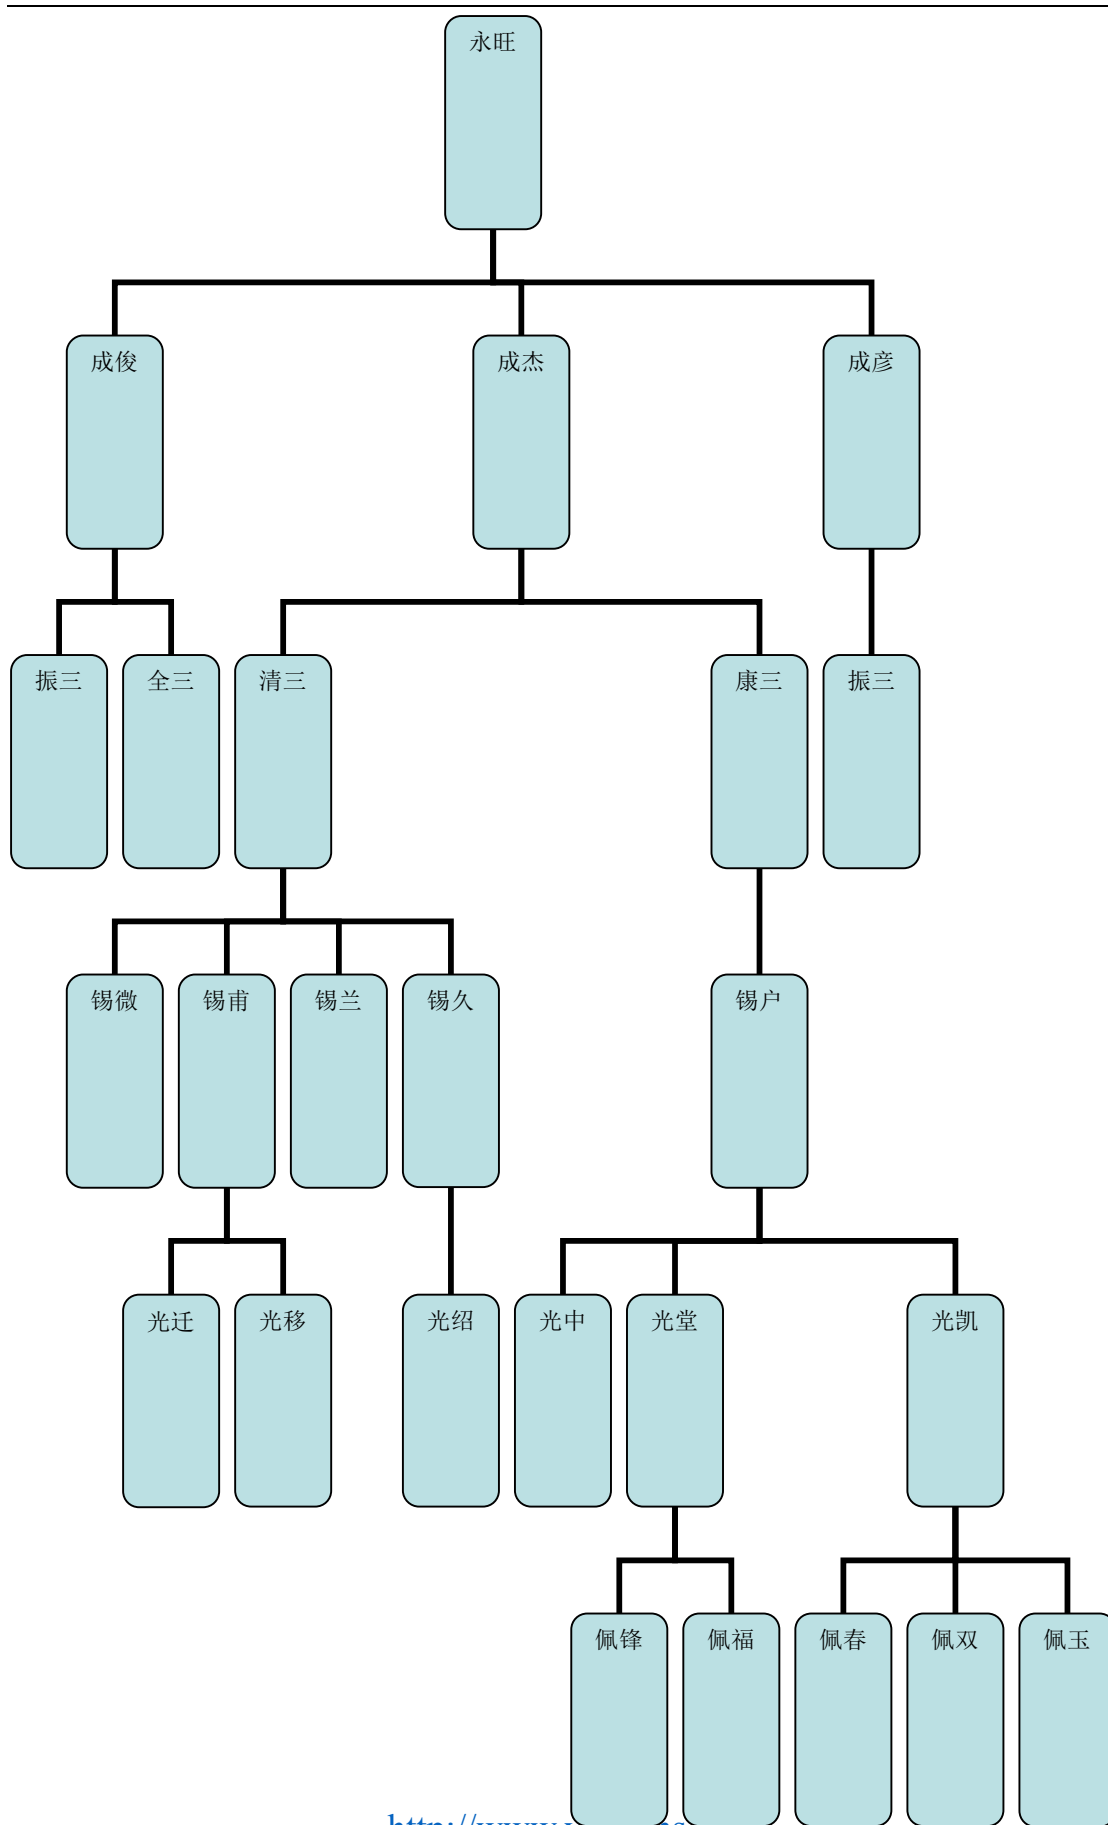 永旺
成俊
成杰
成彦
振三
全三
清三
康三
振三
锡微
锡甫
锡兰
锡久
锡户
光迁
光移
光绍
光中
光堂
光凯
佩锋
佩福
佩春
佩双
佩玉